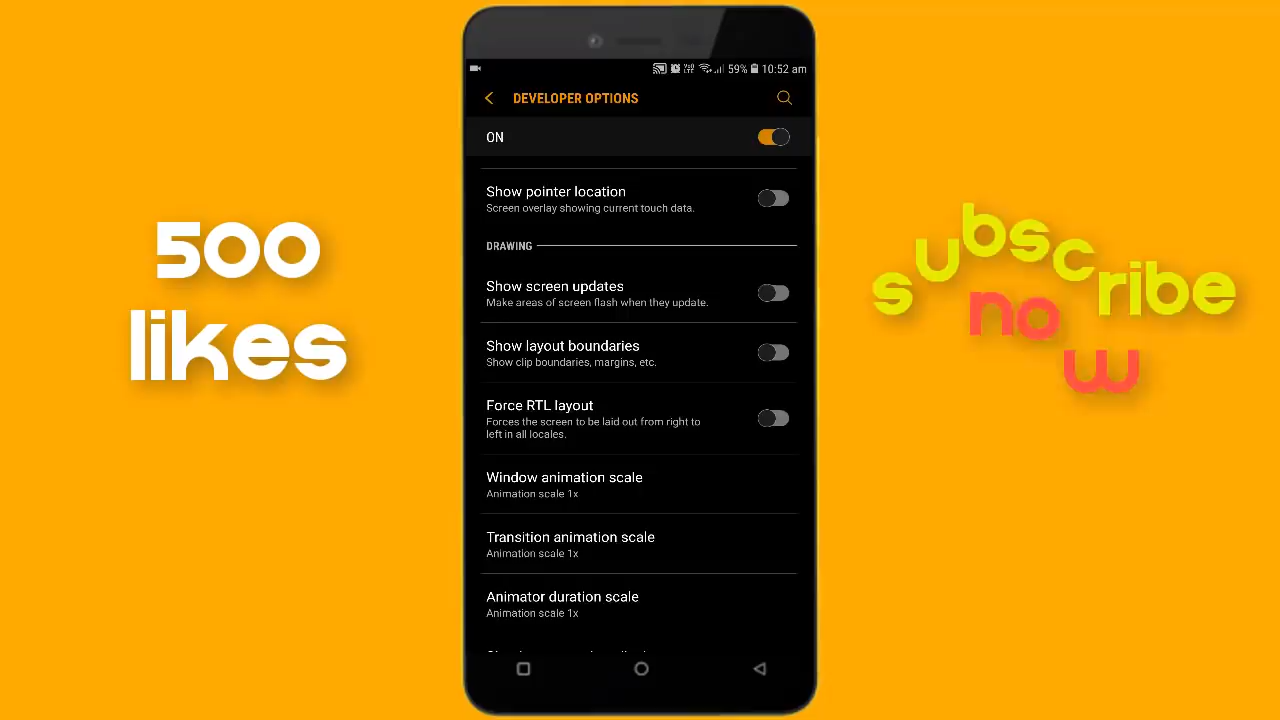 59% 10:52 am
DEVELOPER OPTIONS
ON
Show pointer location
Screen overlay showing current touch data.
DRAWING
Show screen updates
Make areas of screen flash when they update.
Show layout boundaries
Show clip boundaries, margins, etc.
Force RTL layout
Forces the screen to be laid out from right to
left in all locales.
Window animation scale
Animation scale 1x
Transition animation scale
Animation scale 1x
Animator duration scale
Animation scale 1x
500
likes
subscribe
now